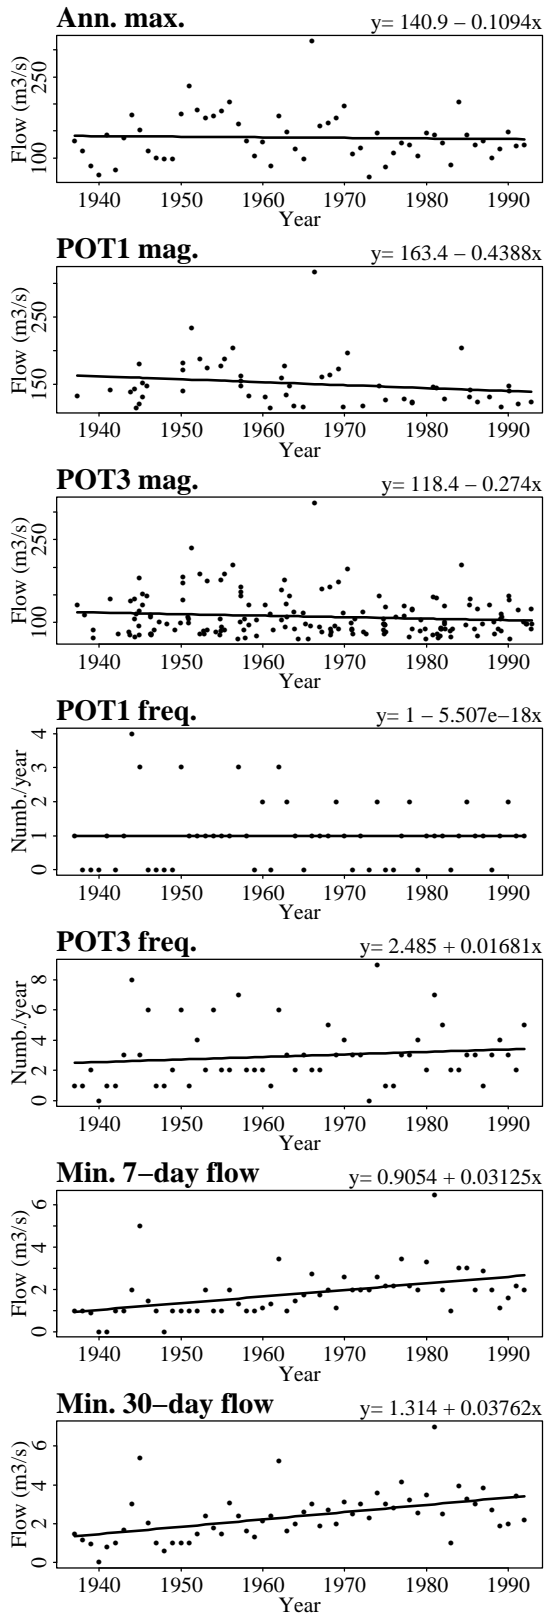 Ann. max. y= 140.9 − 0.1094x
Flow (m3/s)
100 250
1940 1950 1960 1970 1980 1990
Year
POT1 mag. y= 163.4 − 0.4388x
Flow (m3/s)
150 250
1940 1950 1960 1970 1980 1990
Year
POT3 mag. y= 118.4 − 0.274x
Flow (m3/s)
100 250
1940 1950 1960 1970 1980 1990
Year
POT1 freq. y= 1 − 5.507e−18x
Numb./year
0 1 2 3 4
1940 1950 1960 1970 1980 1990
Year
POT3 freq. y= 2.485 + 0.01681x
Numb./year
0 2 4 6 8
1940 1950 1960 1970 1980 1990
Year
Min. 7−day flow y= 0.9054 + 0.03125x
Flow (m3/s)
0 2 4 6
1940 1950 1960 1970 1980 1990
Year
Min. 30−day flow y= 1.314 + 0.03762x
Flow (m3/s)
0 2 4 6
1940 1950 1960 1970 1980 1990
Year